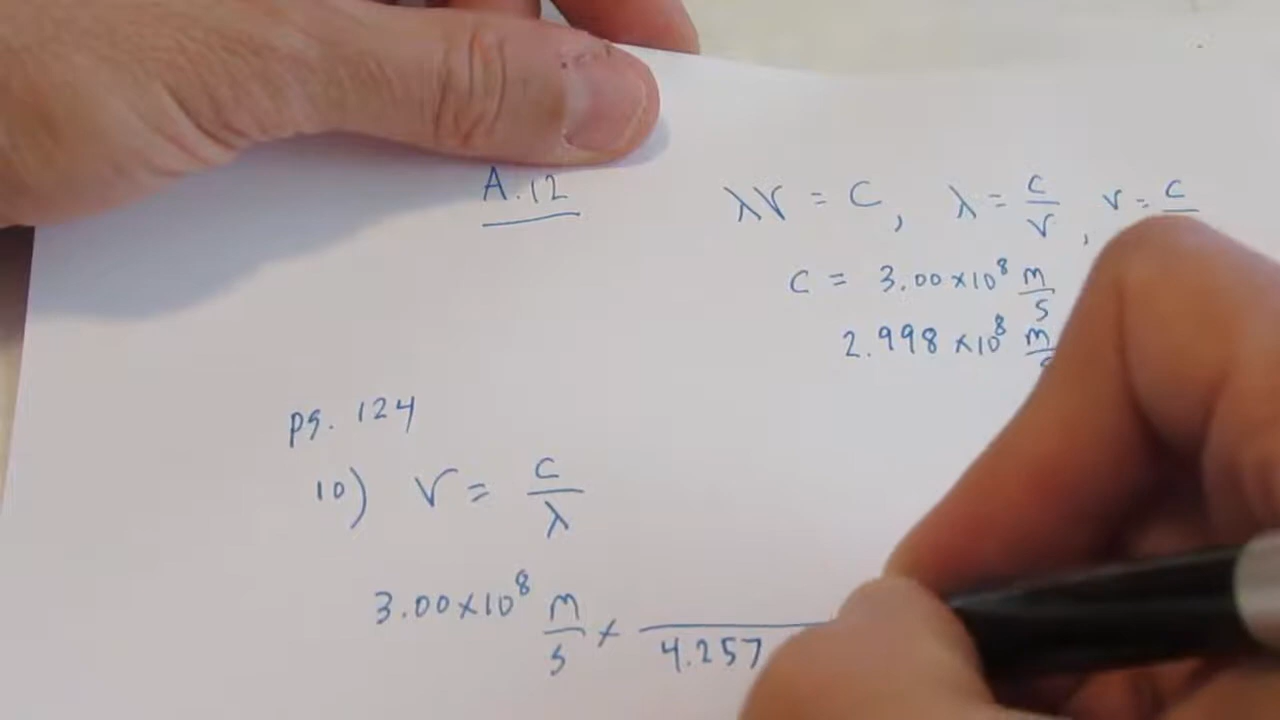 A.12
λν = c, λ = c/ν, ν = c
c = 3.00×10⁸ m/s
2.998 ×10⁸ m
pg. 124
10) ν = c/λ
3.00×10⁸ m/s × /4.257